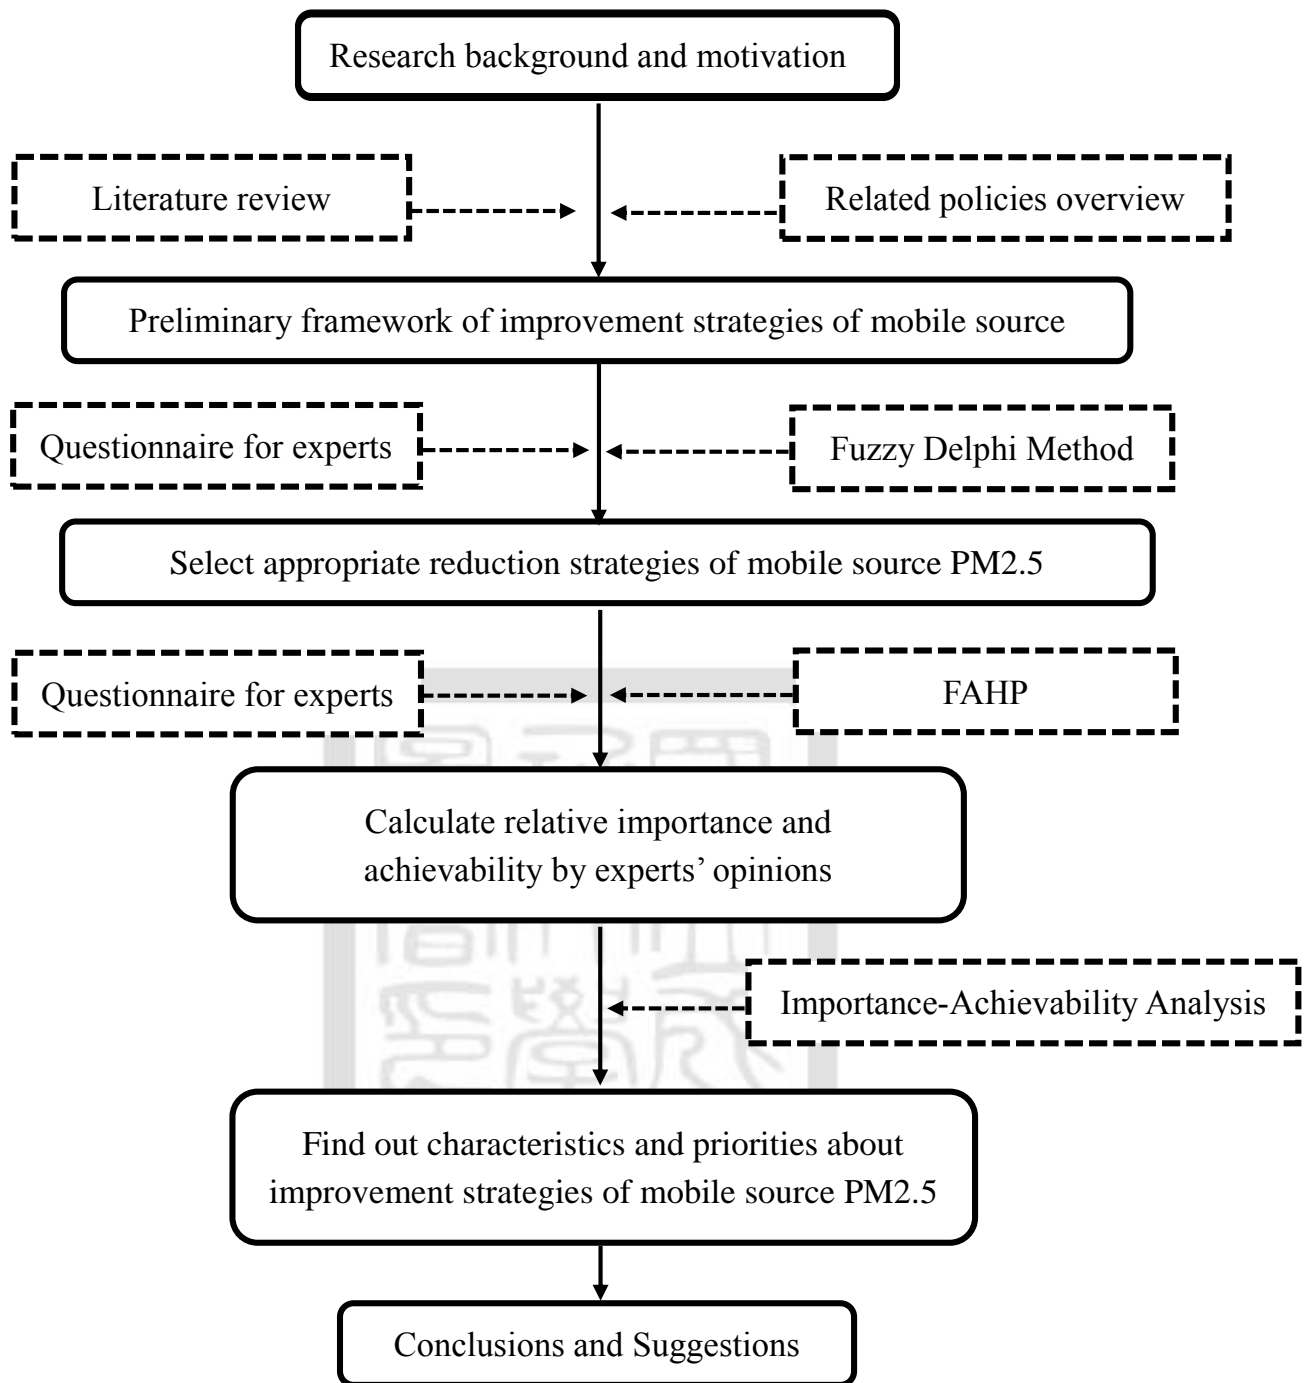 Research background and motivation
Literature review
Related policies overview
Preliminary framework of improvement strategies of mobile source
Questionnaire for experts
Fuzzy Delphi Method
Select appropriate reduction strategies of mobile source PM2.5
Questionnaire for experts
FAHP
Calculate relative importance and
achievability by experts’ opinions
Importance-Achievability Analysis
Find out characteristics and priorities about
improvement strategies of mobile source PM2.5
Conclusions and Suggestions